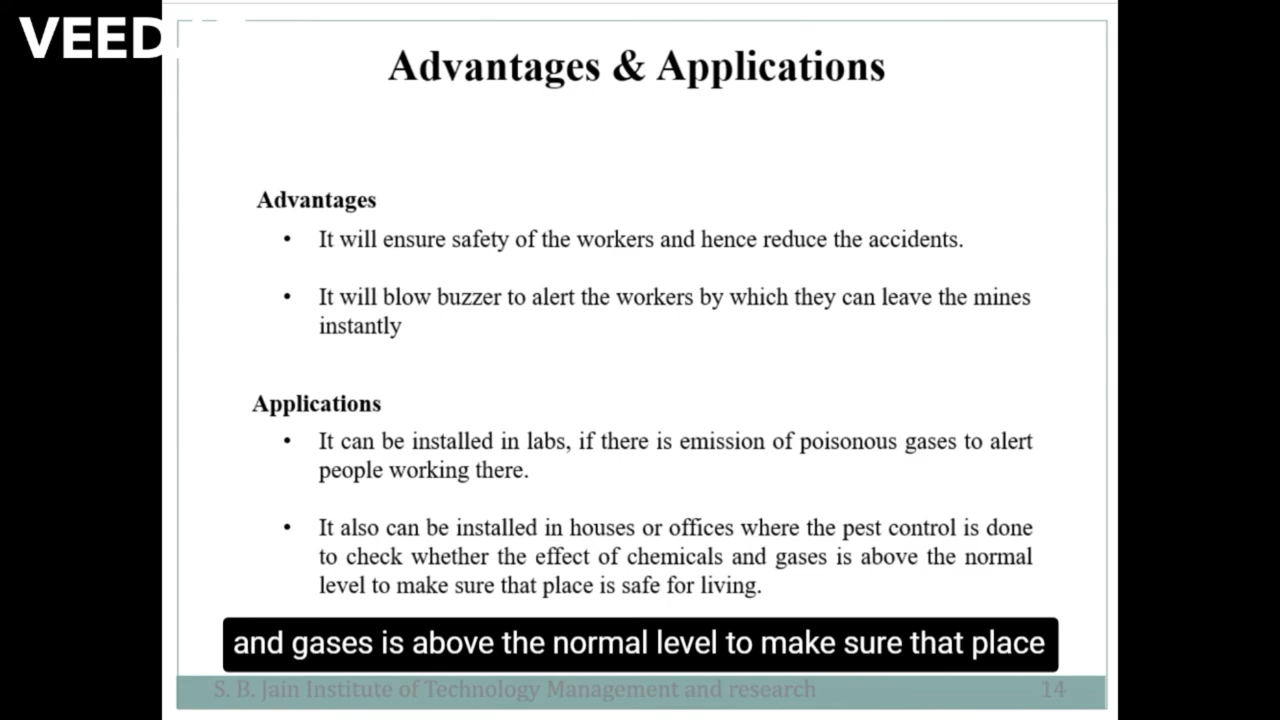 VEED
Advantages & Applications
Advantages
• It will ensure safety of the workers and hence reduce the accidents.
• It will blow buzzer to alert the workers by which they can leave the mines
instantly
Applications
• It can be installed in labs, if there is emission of poisonous gases to alert
people working there.
• It also can be installed in houses or offices where the pest control is done
to check whether the effect of chemicals and gases is above the normal
level to make sure that place is safe for living.
and gases is above the normal level to make sure that place
S. B. Jain Institute of Technology Management and research 14